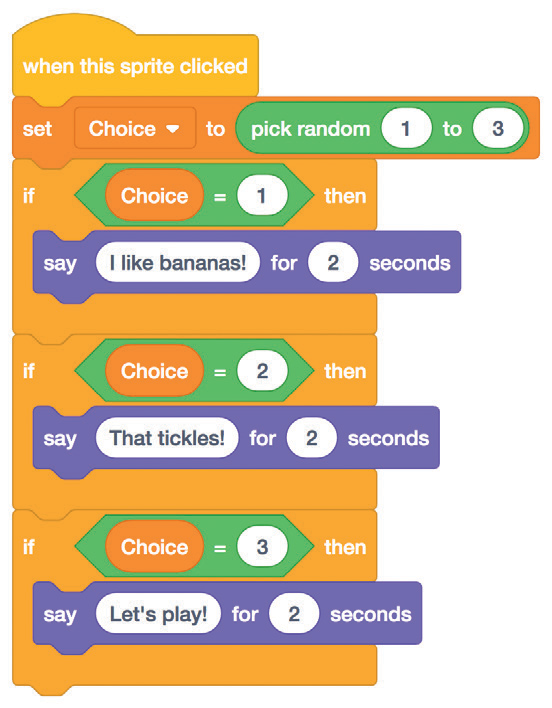 when this sprite clicked
set Choice to pick random 1 to 3
if Choice = 1 then
say I like bananas! for 2 seconds
if Choice = 2 then
say That tickles! for 2 seconds
if Choice = 3 then
say Let's play! for 2 seconds